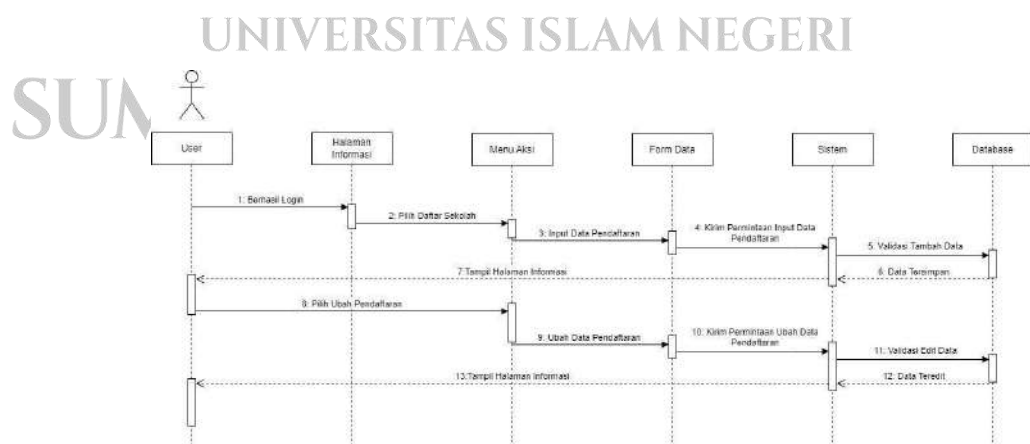 UNIVERSITAS ISLAM NEGERI
SUM
User
Halaman
Informasi
Menu Aksi
Form Data
Sistem
Database
1: Berhasil Login
2: Pilih Daftar Sekolah
3: Input Data Pendaftaran
4: Kirim Permintaan Input Data
Pendaftaran
5: Validasi Tambah Data
6: Data Tersimpan
7:Tampil Halaman Informasi
8: Pilih Ubah Pendaftaran
9: Ubah Data Pendaftaran
10: Kirim Permintaan Ubah Data
Pendaftaran
11: Validasi Edit Data
12: Data Teredit
13:Tampil Halaman Informasi